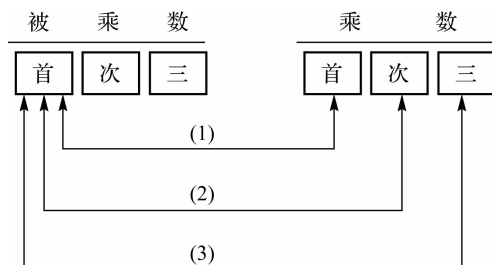 被 乘 数 乘 数
首 次 三 首 次 三
(1)
(2)
(3)